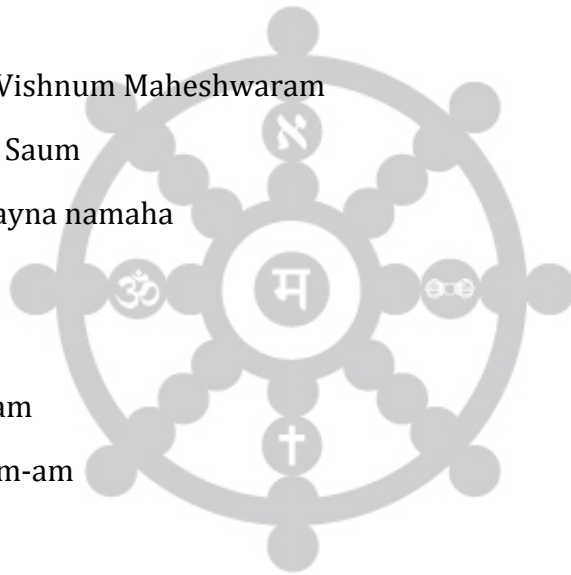 Vishnum Maheshwaram
א
Saum
ayna namaha
ॐ म
am
m-am